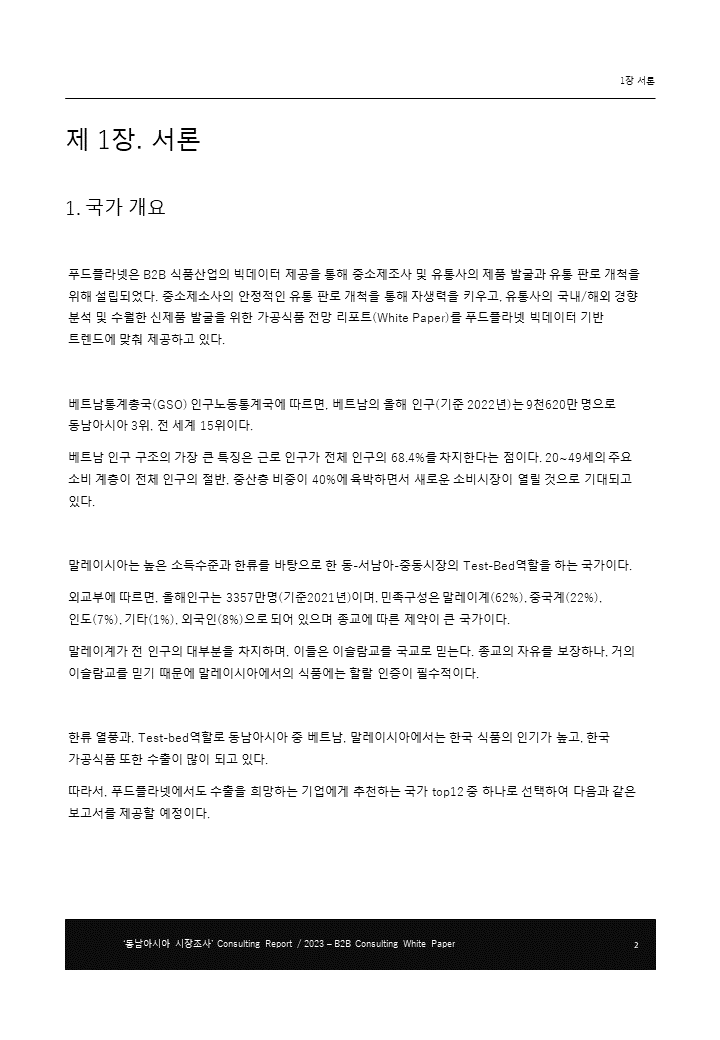 1장 서론
제 1장. 서론
1. 국가 개요
푸드플라넷은 B2B 식품산업의 빅데이터 제공을 통해 중소제조사 및 유통사의 제품 발굴과 유통 판로 개척을
위해 설립되었다. 중소제소사의 안정적인 유통 판로 개척을 통해 자생력을 키우고, 유통사의 국내/해외 경향
분석 및 수월한 신제품 발굴을 위한 가공식품 전망 리포트(White Paper)를 푸드플라넷 빅데이터 기반
트렌드에 맞춰 제공하고 있다.
베트남통계총국(GSO) 인구노동통계국에 따르면, 베트남의 올해 인구(기준 2022년)는 9천620만 명으로
동남아시아 3위, 전 세계 15위이다.
베트남 인구 구조의 가장 큰 특징은 근로 인구가 전체 인구의 68.4%를 차지한다는 점이다. 20~49세의 주요
소비 계층이 전체 인구의 절반, 중산층 비중이 40%에 육박하면서 새로운 소비시장이 열릴 것으로 기대되고
있다.
말레이시아는 높은 소득수준과 한류를 바탕으로 한 동-서남아-중동시장의 Test-Bed역할을 하는 국가이다.
외교부에 따르면, 올해인구는 3357만명(기준2021년)이며, 민족구성은 말레이계(62%), 중국계(22%),
인도(7%), 기타(1%), 외국인(8%)으로 되어 있으며 종교에 따른 제약이 큰 국가이다.
말레이계가 전 인구의 대부분을 차지하며, 이들은 이슬람교를 국교로 믿는다. 종교의 자유를 보장하나, 거의
이슬람교를 믿기 때문에 말레이시아에서의 식품에는 할랄 인증이 필수적이다.
한류 열풍과, Test-bed역할로 동남아시아 중 베트남, 말레이시아에서는 한국 식품의 인기가 높고, 한국
가공식품 또한 수출이 많이 되고 있다.
따라서, 푸드플라넷에서도 수출을 희망하는 기업에게 추천하는 국가 top12 중 하나로 선택하여 다음과 같은
보고서를 제공할 예정이다.
'동남아시아 시장조사' Consulting Report / 2023 – B2B Consulting White Paper 2